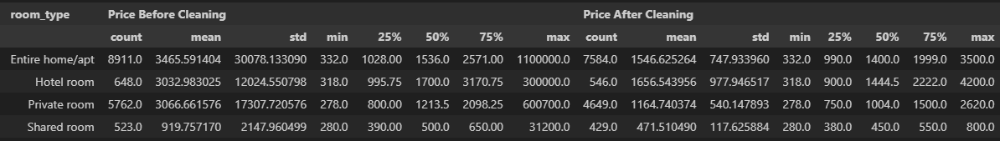 room_type Price Before Cleaning Price After Cleaning
count mean std min 25% 50% 75% max count mean std min 25% 50% 75% max
Entire home/apt 8911.0 3465.591404 30078.133090 332.0 1028.00 1536.0 2571.00 1100000.0 7584.0 1546.625264 747.933960 332.0 990.0 1400.0 1999.0 3500.0
Hotel room 648.0 3032.983025 12024.550798 318.0 995.75 1700.0 3170.75 300000.0 546.0 1656.543956 977.946517 318.0 900.0 1444.5 2222.0 4200.0
Private room 5762.0 3066.661576 17307.720576 278.0 800.00 1213.5 2098.25 600700.0 4649.0 1164.740374 540.147893 278.0 750.0 1004.0 1500.0 2620.0
Shared room 523.0 919.757170 2147.960499 280.0 390.00 500.0 650.00 31200.0 429.0 471.510490 117.625884 280.0 380.0 450.0 550.0 800.0